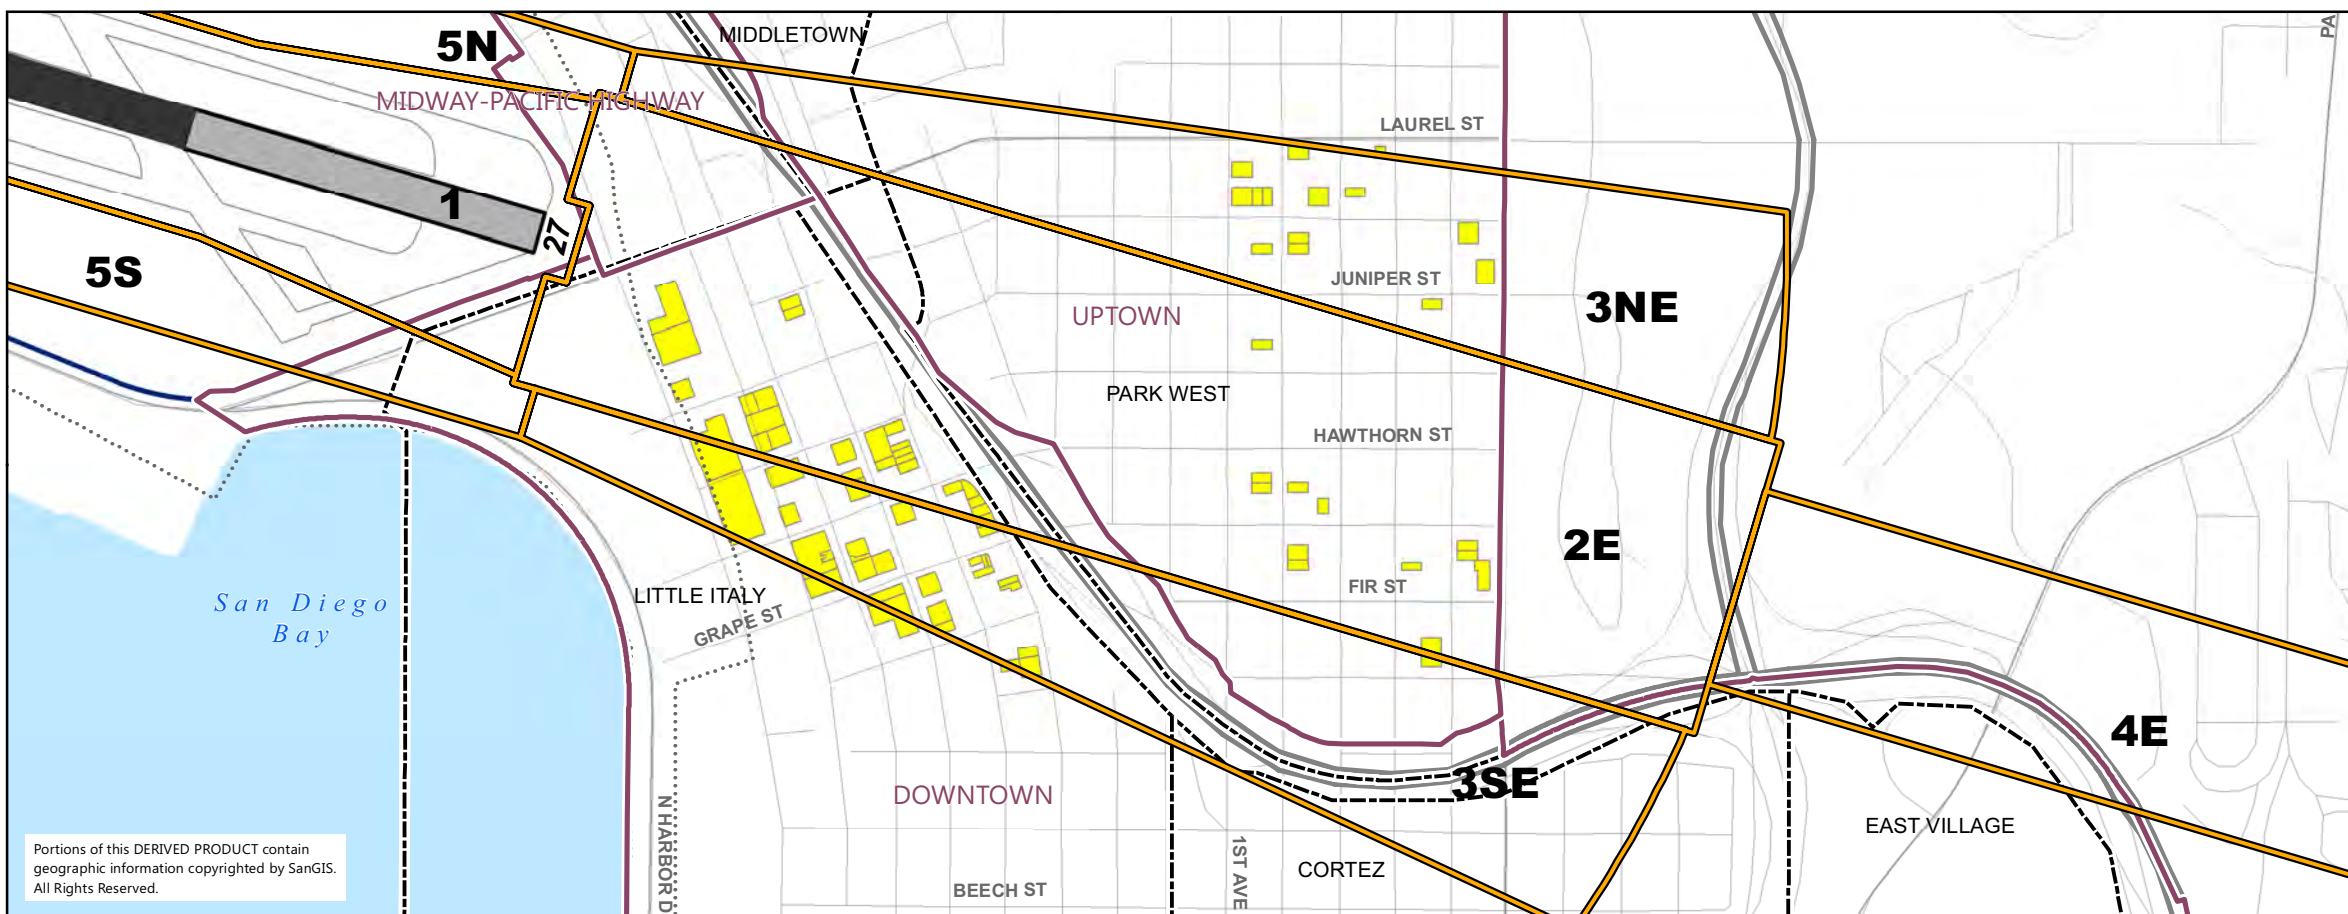 PA
MIDDLETOWN
5N
MIDWAY-PACIFIC HIGHWAY
LAUREL ST
1
27
5S
JUNIPER ST
3NE
UPTOWN
PARK WEST
HAWTHORN ST
2E
FIR ST
San Diego
Bay
LITTLE ITALY
GRAPE ST
4E
3SE
DOWNTOWN
N HARBOR D
EAST VILLAGE
1ST AVE
CORTEZ
BEECH ST
Portions of this DERIVED PRODUCT contain
geographic information copyrighted by SanGIS.
All Rights Reserved.